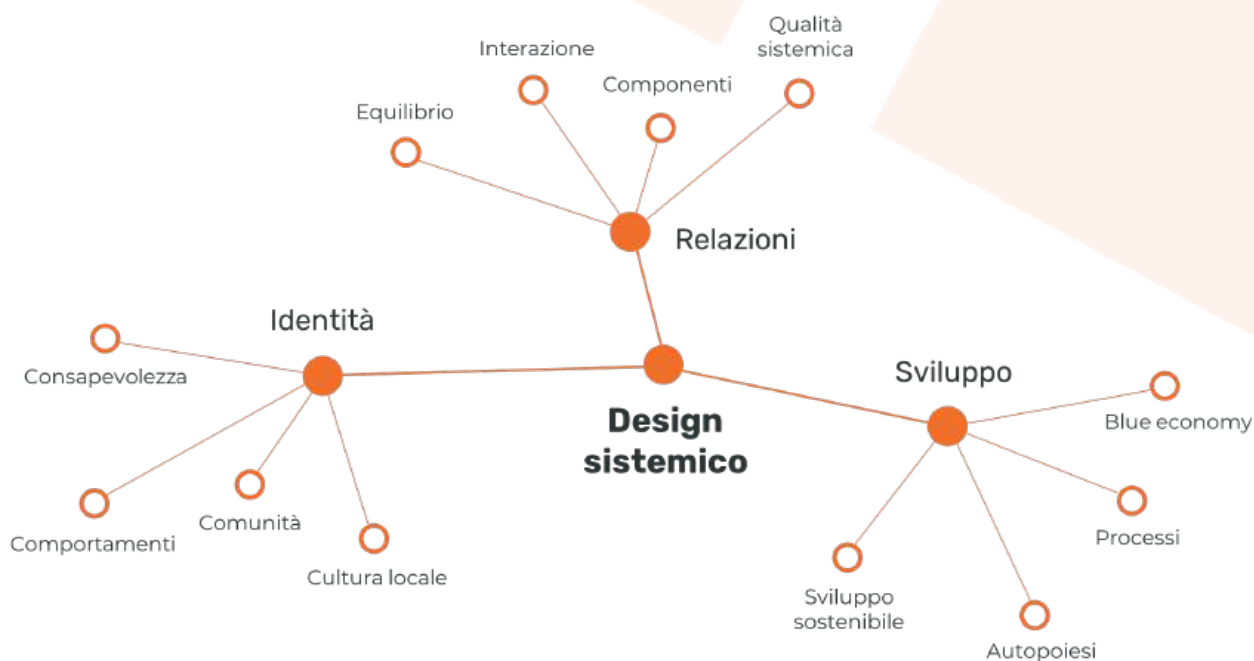 Qualità
sistemica
Interazione
Componenti
Equilibrio
Relazioni
Identità
Consapevolezza
Sviluppo
Blue economy
Design
sistemico
Comunità
Comportamenti
Cultura locale
Processi
Sviluppo
sostenibile
Autopoiesi